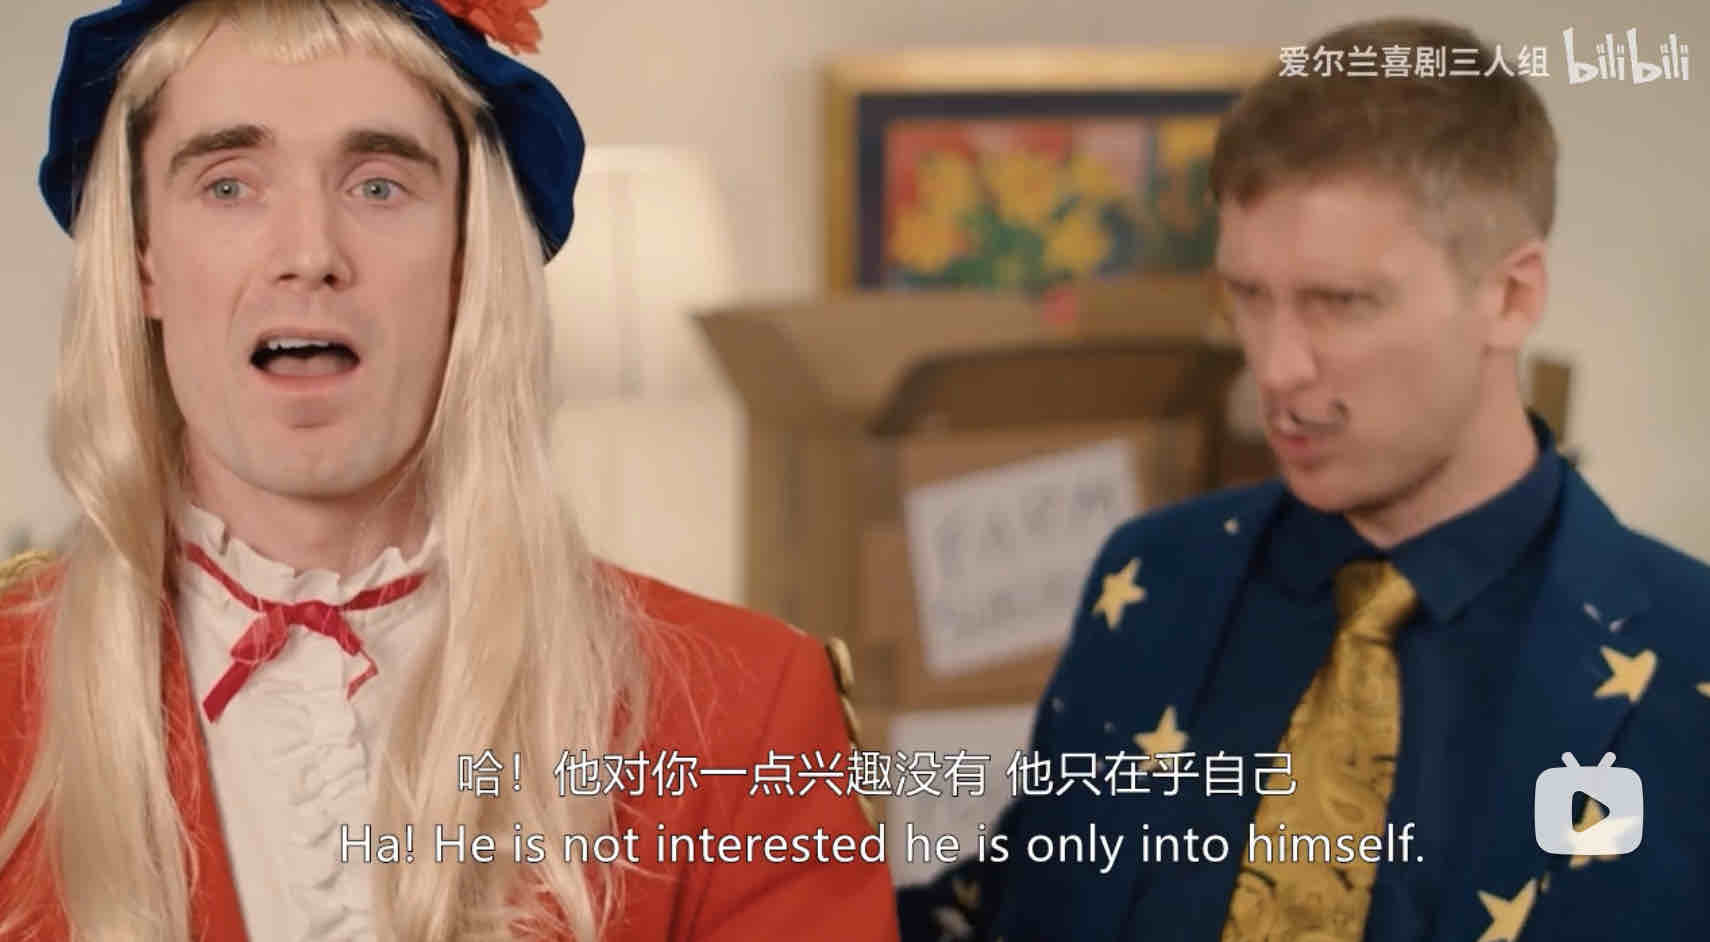 爱尔兰喜剧三人组 bilibili
哈！他对你一点兴趣没有 他只在乎自己
Ha! He is not interested he is only into himself.